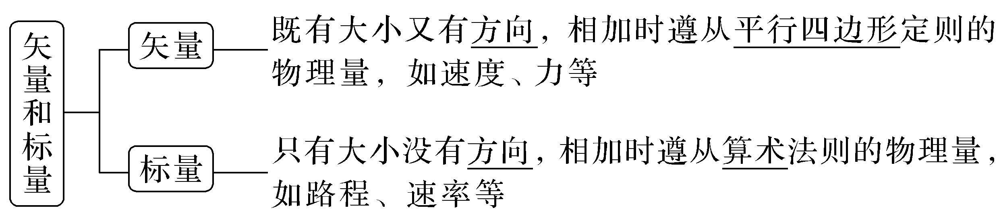 矢量和标量
矢量
既有大小又有方向，相加时遵从平行四边形定则的
物理量，如速度、力等
标量
只有大小没有方向，相加时遵从算术法则的物理量，
如路程、速率等